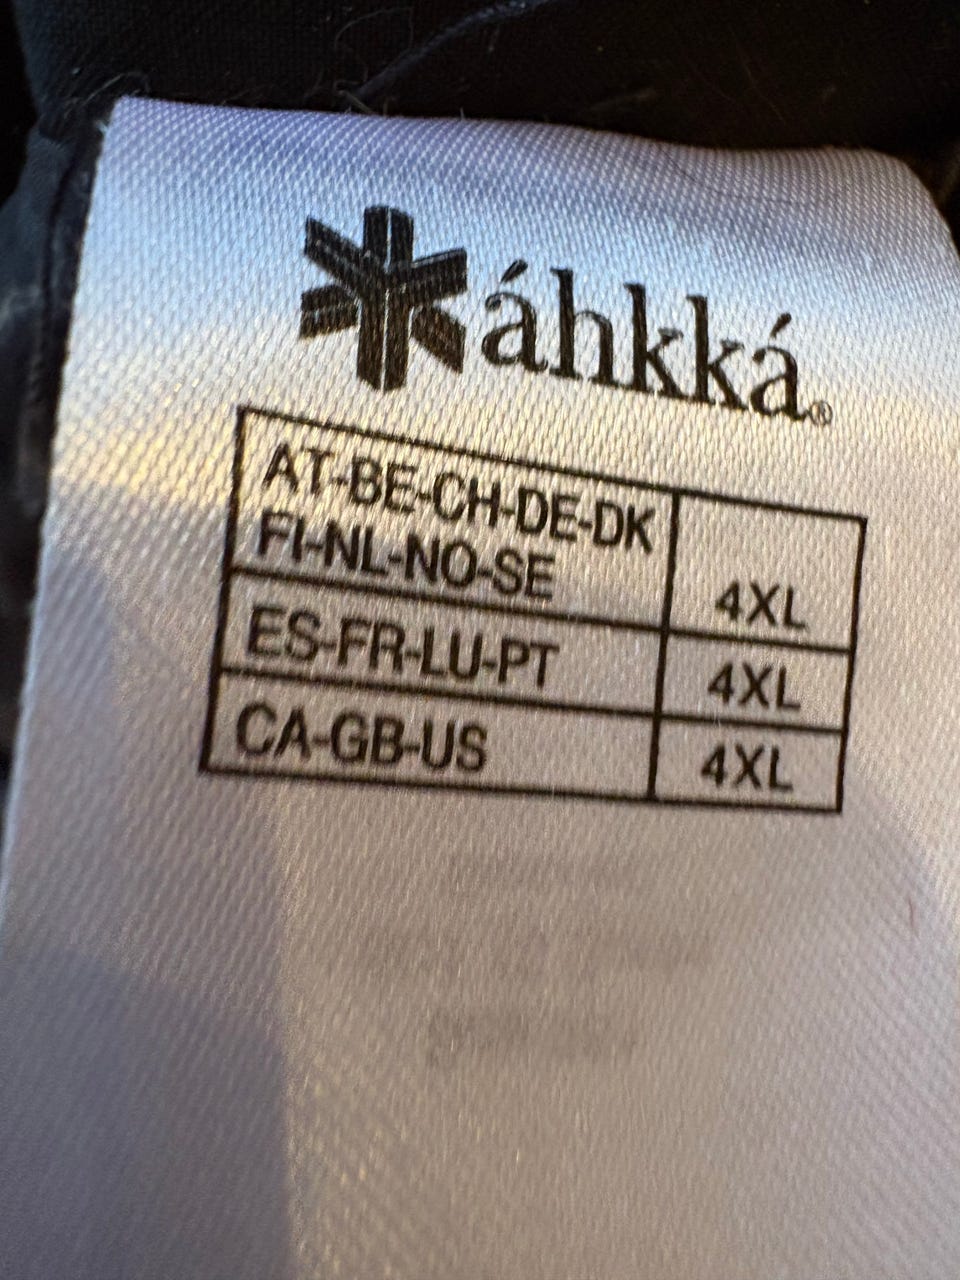 áhkká®
AT-BE-CH-DE-DK
FI-NL-NO-SE 4XL
ES-FR-LU-PT 4XL
CA-GB-US 4XL